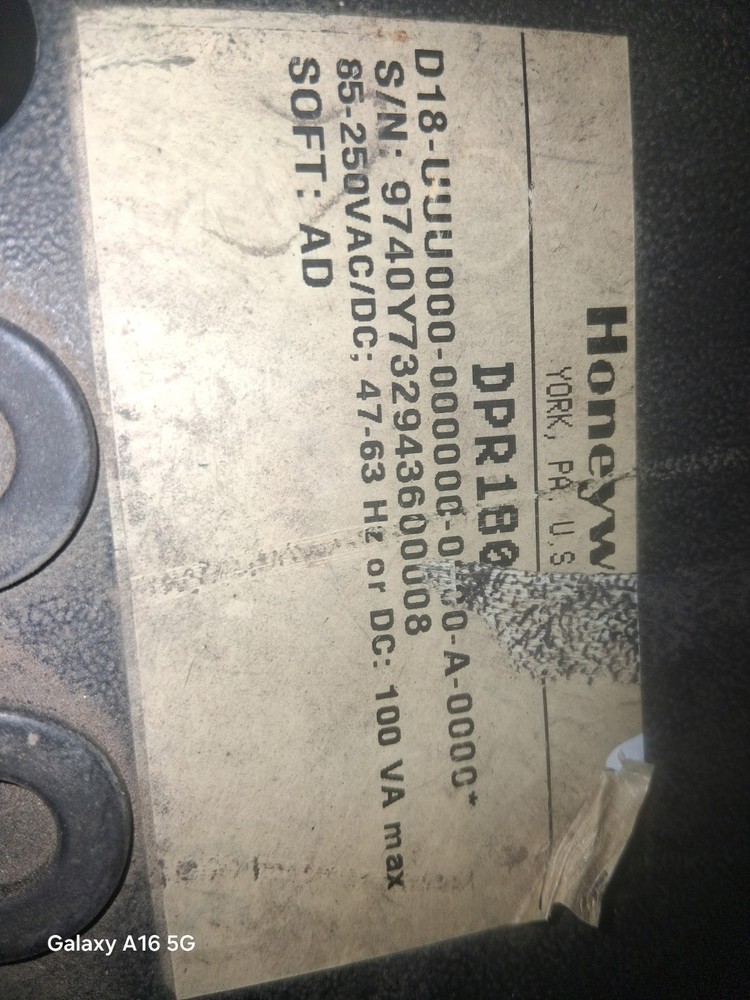 Honeyw
YORK, PA, U.S
DPR180
S/N: 9740Y732943600008
85-250VAC/DC; 47-63 Hz or DC: 100 VA max
SOFT: AD
Galaxy A16 5G